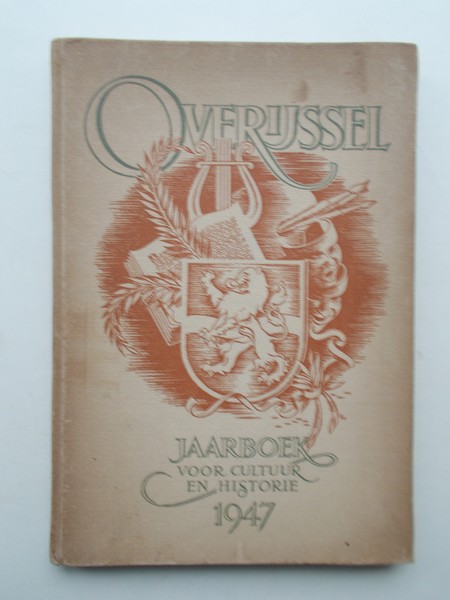 OVERIJSSEL
JAARBOEK
VOOR CULTUUR
EN HISTORIE
1947